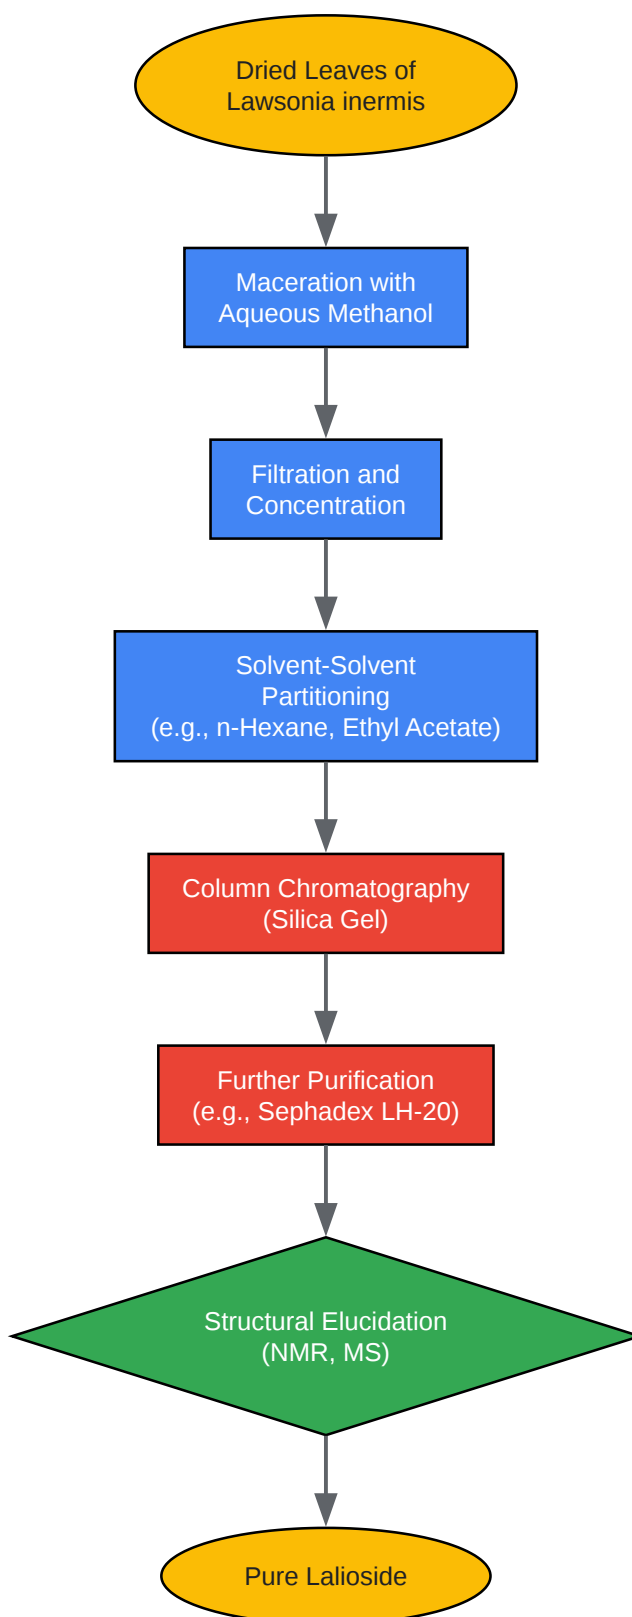 Dried Leaves of
Lawsonia inermis
Maceration with
Aqueous Methanol
Filtration and
Concentration
Solvent-Solvent
Partitioning
(e.g., n-Hexane, Ethyl Acetate)
Column Chromatography
(Silica Gel)
Further Purification
(e.g., Sephadex LH-20)
Structural Elucidation
(NMR, MS)
Pure Lalioside